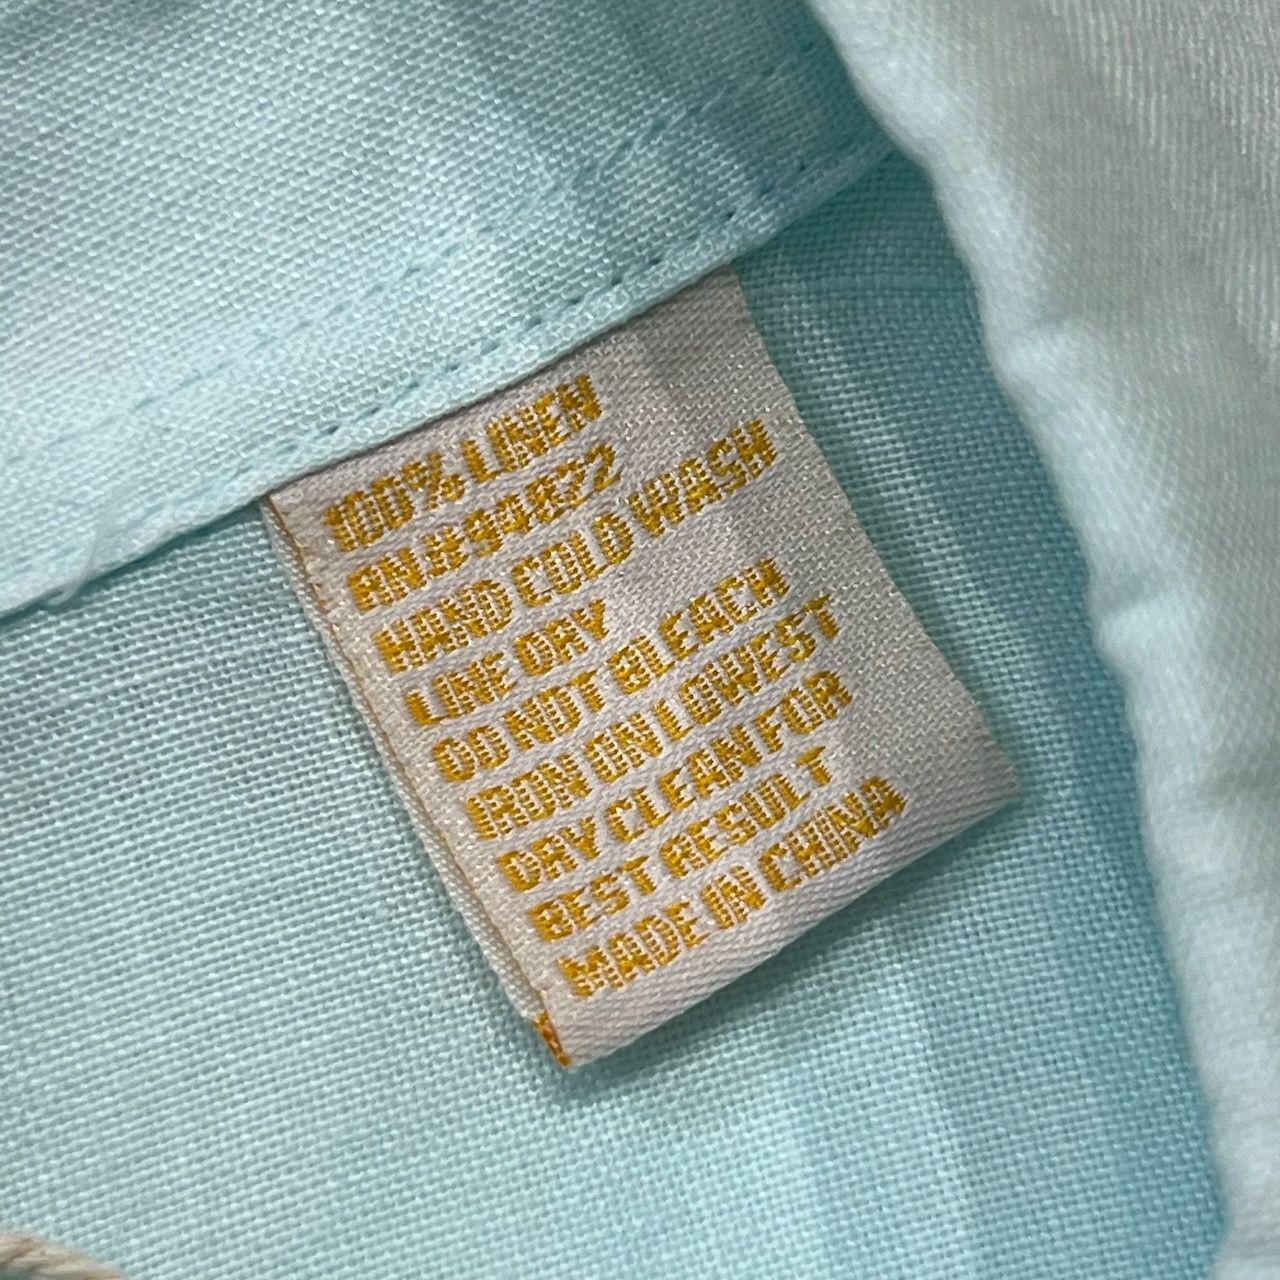 100% LINEN
RN#94822
HAND COLD WASH
LINE DRY
DO NOT BLEACH
IRON ON LOWEST
DRY CLEAN FOR
BEST RESULT
MADE IN CHINA